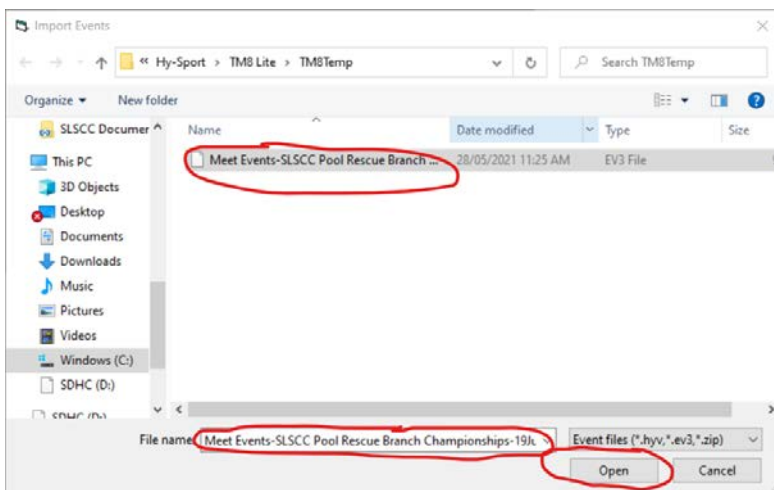 Import Events
« Hy-Sport > TM8 Lite > TM8Temp
Search TM8Temp
Organize
New folder
SLSCC Documer
Name
Date modified
Type
Size
Meet Events-SLSCC Pool Rescue Branch ...
28/05/2021 11:25 AM
EV3 File
This PC
3D Objects
Desktop
Documents
Downloads
Music
Pictures
Videos
Windows (C:)
SDHC (D:)
SDHC (D:)
File name:
Meet Events-SLSCC Pool Rescue Branch Championships-19Ju
Event files (*.hyv,*.ev3,*.zip)
Open
Cancel